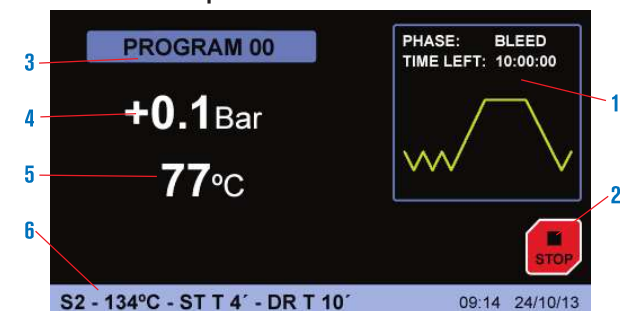 PROGRAM 00
PHASE: BLEED
TIME LEFT: 10:00:00
3
+0.1Bar
4
1
77ºC
5
2
6
STOP
S2 - 134ºC - ST T 4´ - DR T 10´
09:14 24/10/13